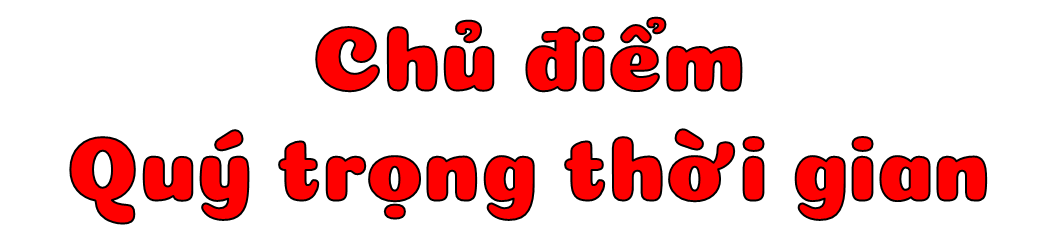 Chủ điểm
Quý trọng thời gian